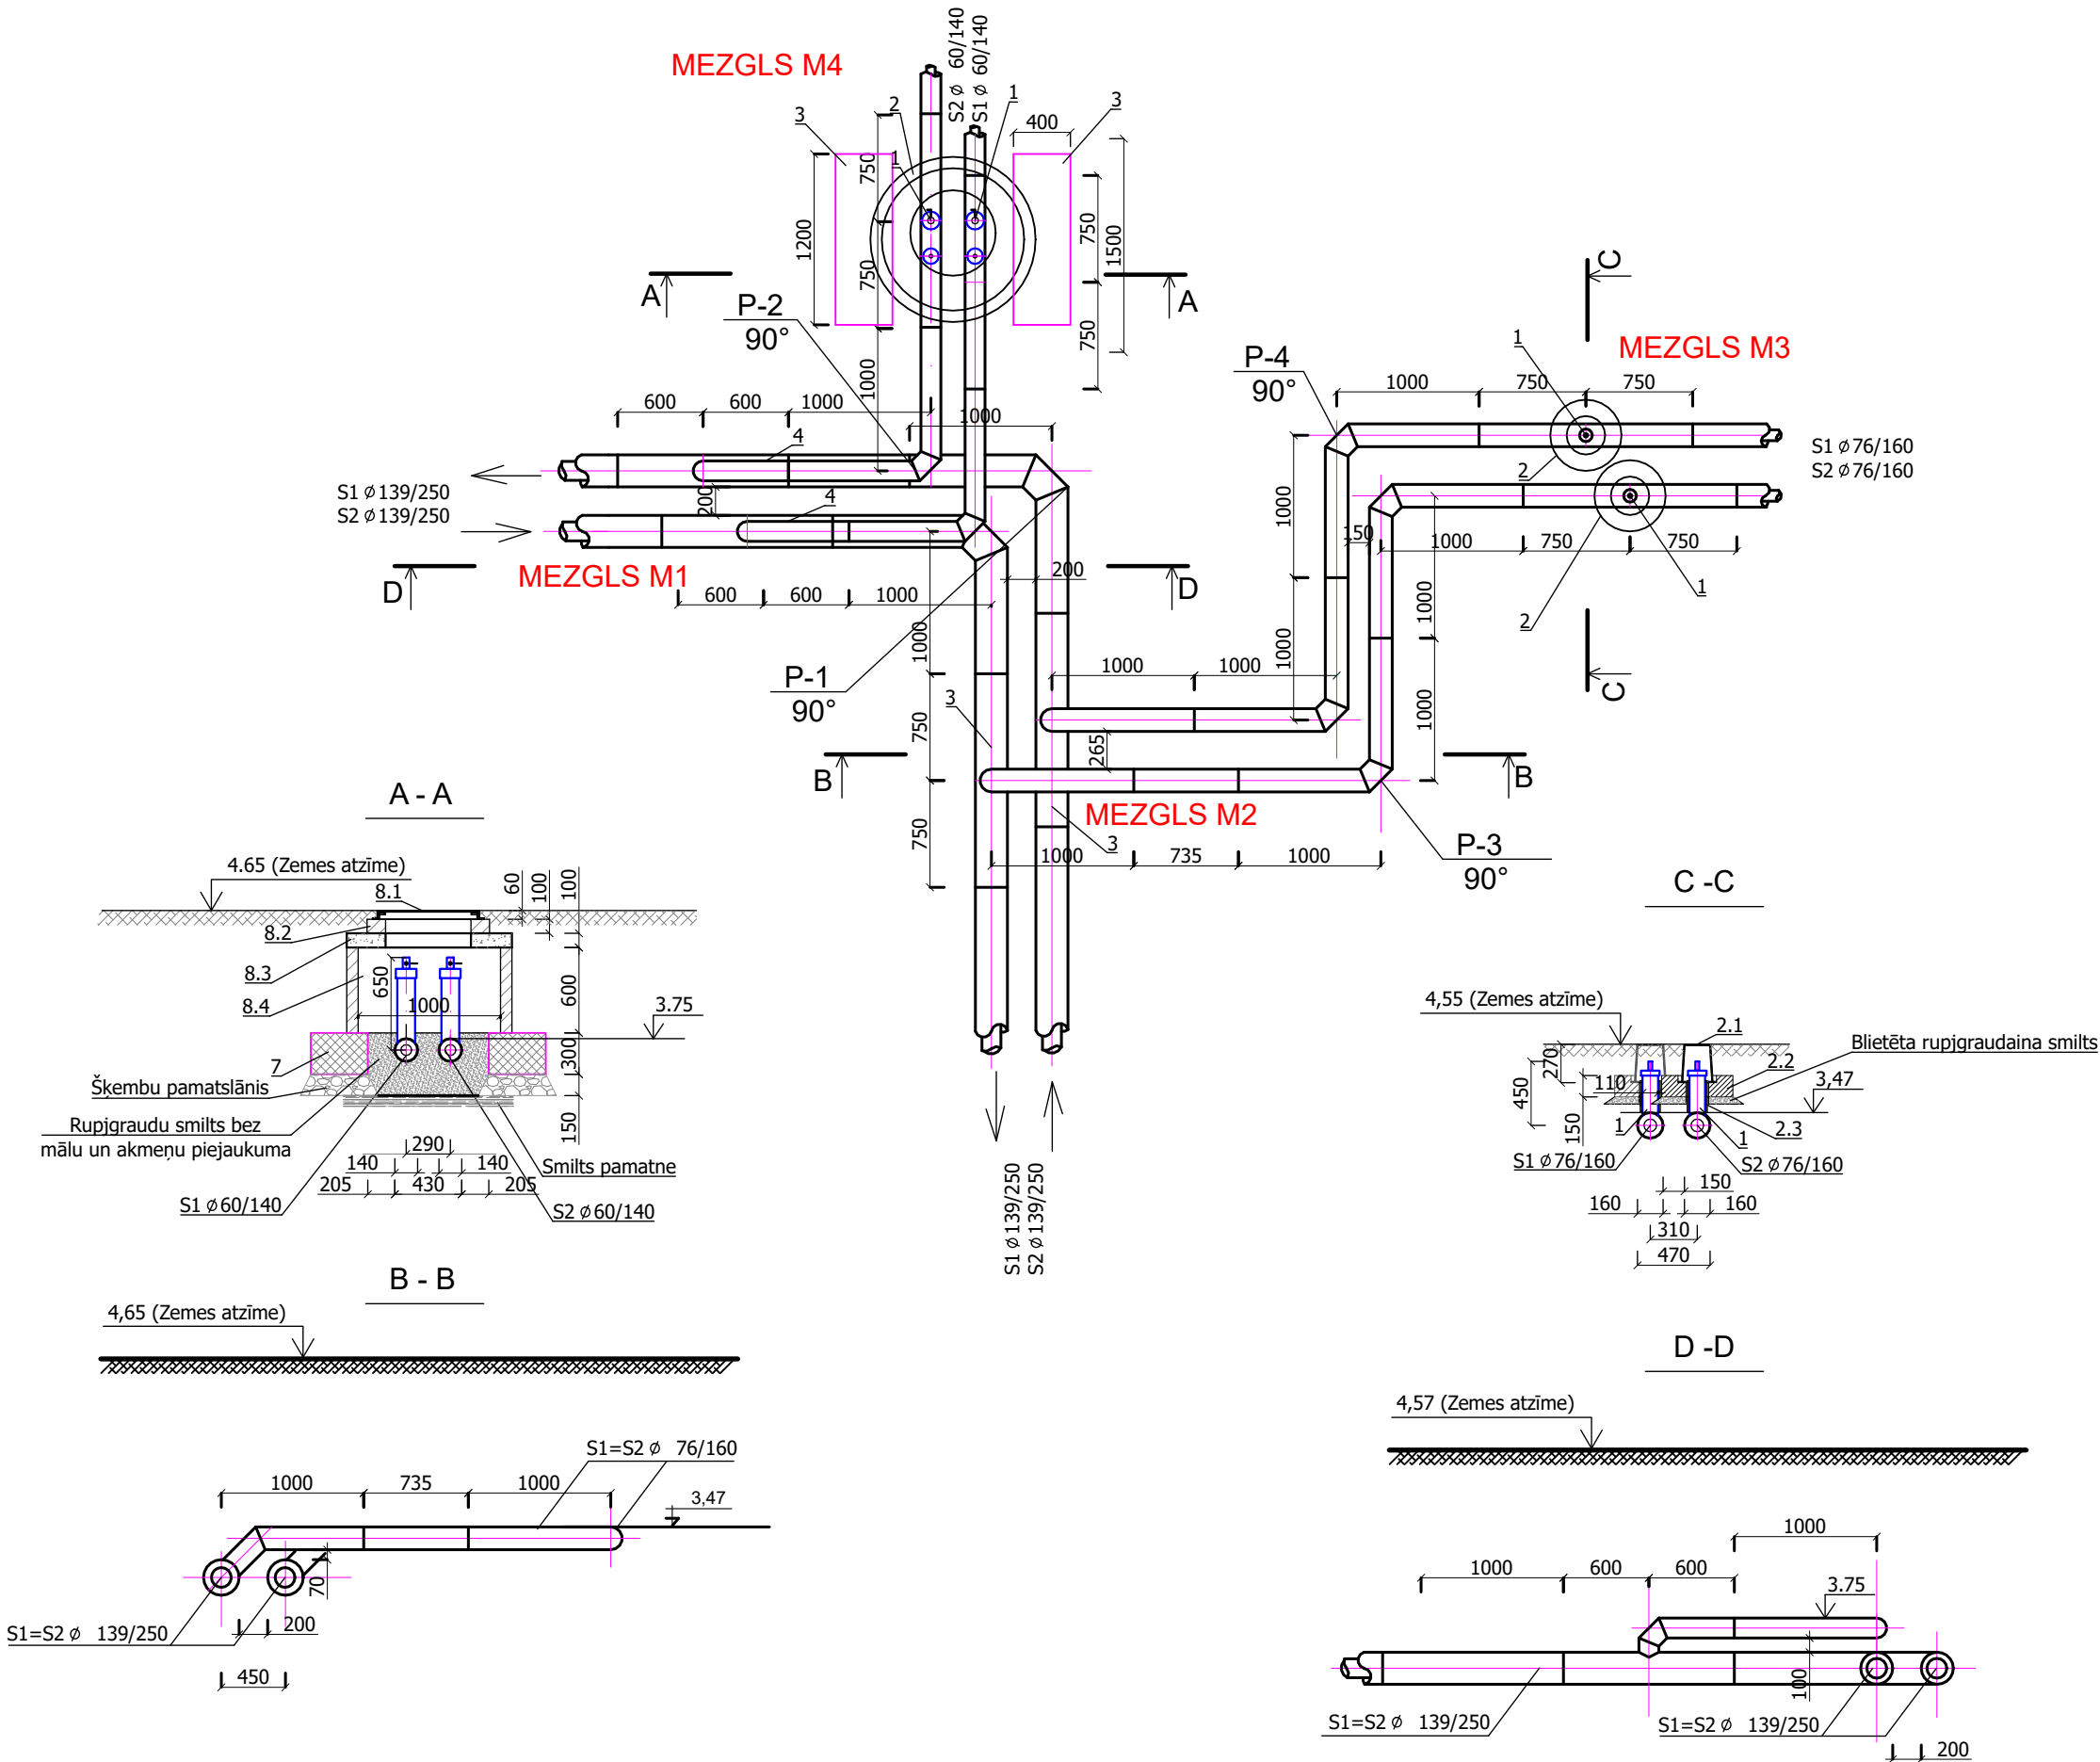 MEZGLS M4
S2 ⌀ 60/140
S1 ⌀ 60/140
3
2
1
1
3
400
750
750
1200
1000
750
1500
750
A
A
P-2
90°
C
MEZGLS M3
1
P-4
90°
1000
750
750
600
600
1000
1000
4
4
200
S1 ⌀ 139/250
S2 ⌀ 139/250
S1 ⌀ 76/160
S2 ⌀ 76/160
2
1000
150
1000
750
750
1
2
MEZGLS M1
D
D
200
600
600
1000
1000
1000
1000
1000
1000
1000
C
P-1
90°
3
750
265
B
B
MEZGLS M2
750
3
1000
735
1000
P-3
90°
S1 ⌀ 139/250
S2 ⌀ 139/250
A - A
4.65 (Zemes atzīme)
8.1
60
100
100
8.2
8.3
8.4
650
1000
600
3.75
7
300
Šķembu pamatslānis
Rupjgraudu smilts bez
mālu un akmeņu piejaukuma
150
290
140
140
Smilts pamatne
205
430
205
S1 ⌀ 60/140
S2 ⌀ 60/140
C -C
4,55 (Zemes atzīme)
2.1
Blietēta rupjgraudaina smilts
270
2.2
110
450
3,47
150
1
1
2.3
S1 ⌀ 76/160
S2 ⌀ 76/160
150
160
160
310
470
B - B
4,65 (Zemes atzīme)
S1=S2 ⌀ 76/160
1000
735
1000
3,47
70
200
S1=S2 ⌀ 139/250
450
D -D
4,57 (Zemes atzīme)
1000
1000
600
600
3.75
100
S1=S2 ⌀ 139/250
S1=S2 ⌀ 139/250
200